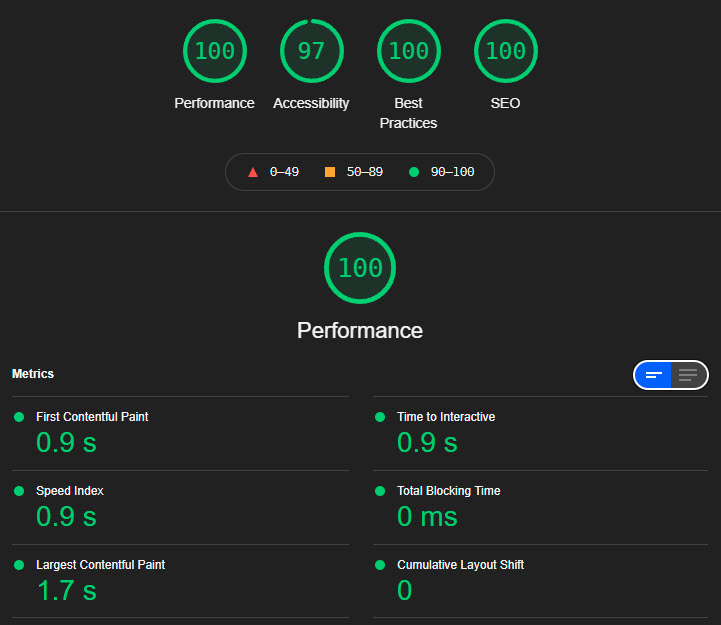 100 97 100 100
Performance Accessibility Best Practices SEO
0–49 50–89 90–100
100
Performance
Metrics
First Contentful Paint
0.9 s
Time to Interactive
0.9 s
Speed Index
0.9 s
Total Blocking Time
0 ms
Largest Contentful Paint
1.7 s
Cumulative Layout Shift
0